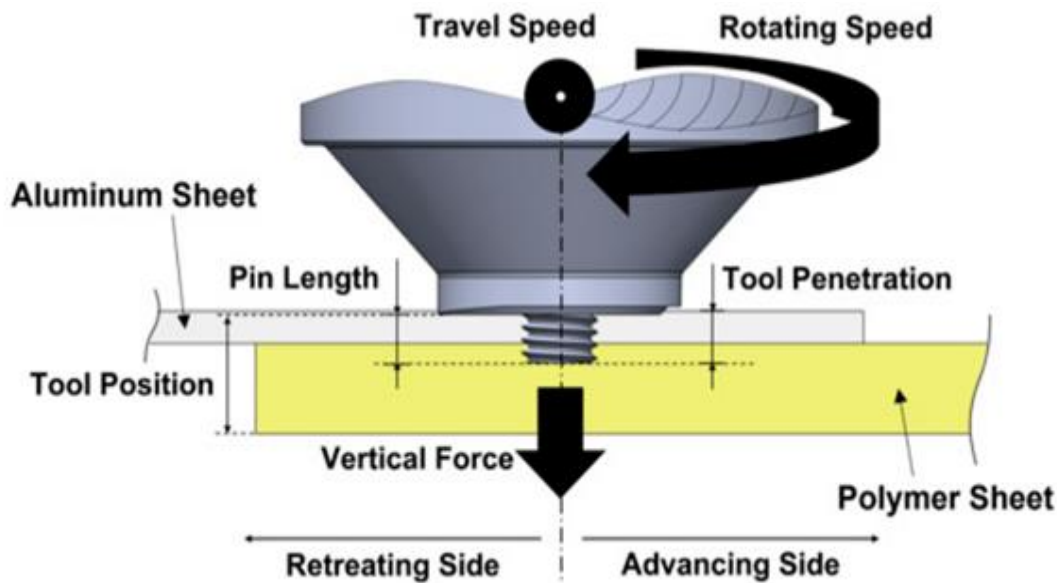 Travel Speed
Rotating Speed
Aluminum Sheet
Pin Length
Tool Penetration
Tool Position
Vertical Force
Polymer Sheet
Retreating Side
Advancing Side